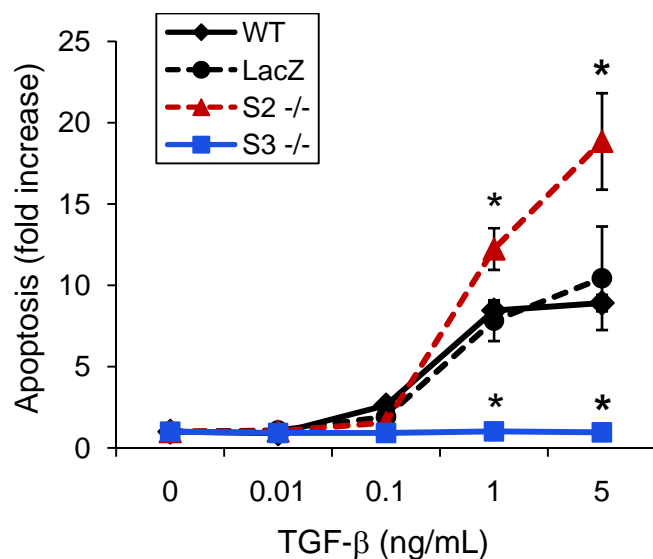 WT
LacZ
S2 -/-
S3 -/-
25
20
15
10
5
0
Apoptosis (fold increase)
*
*
*
*
0 0.01 0.1 1 5
TGF-β (ng/mL)